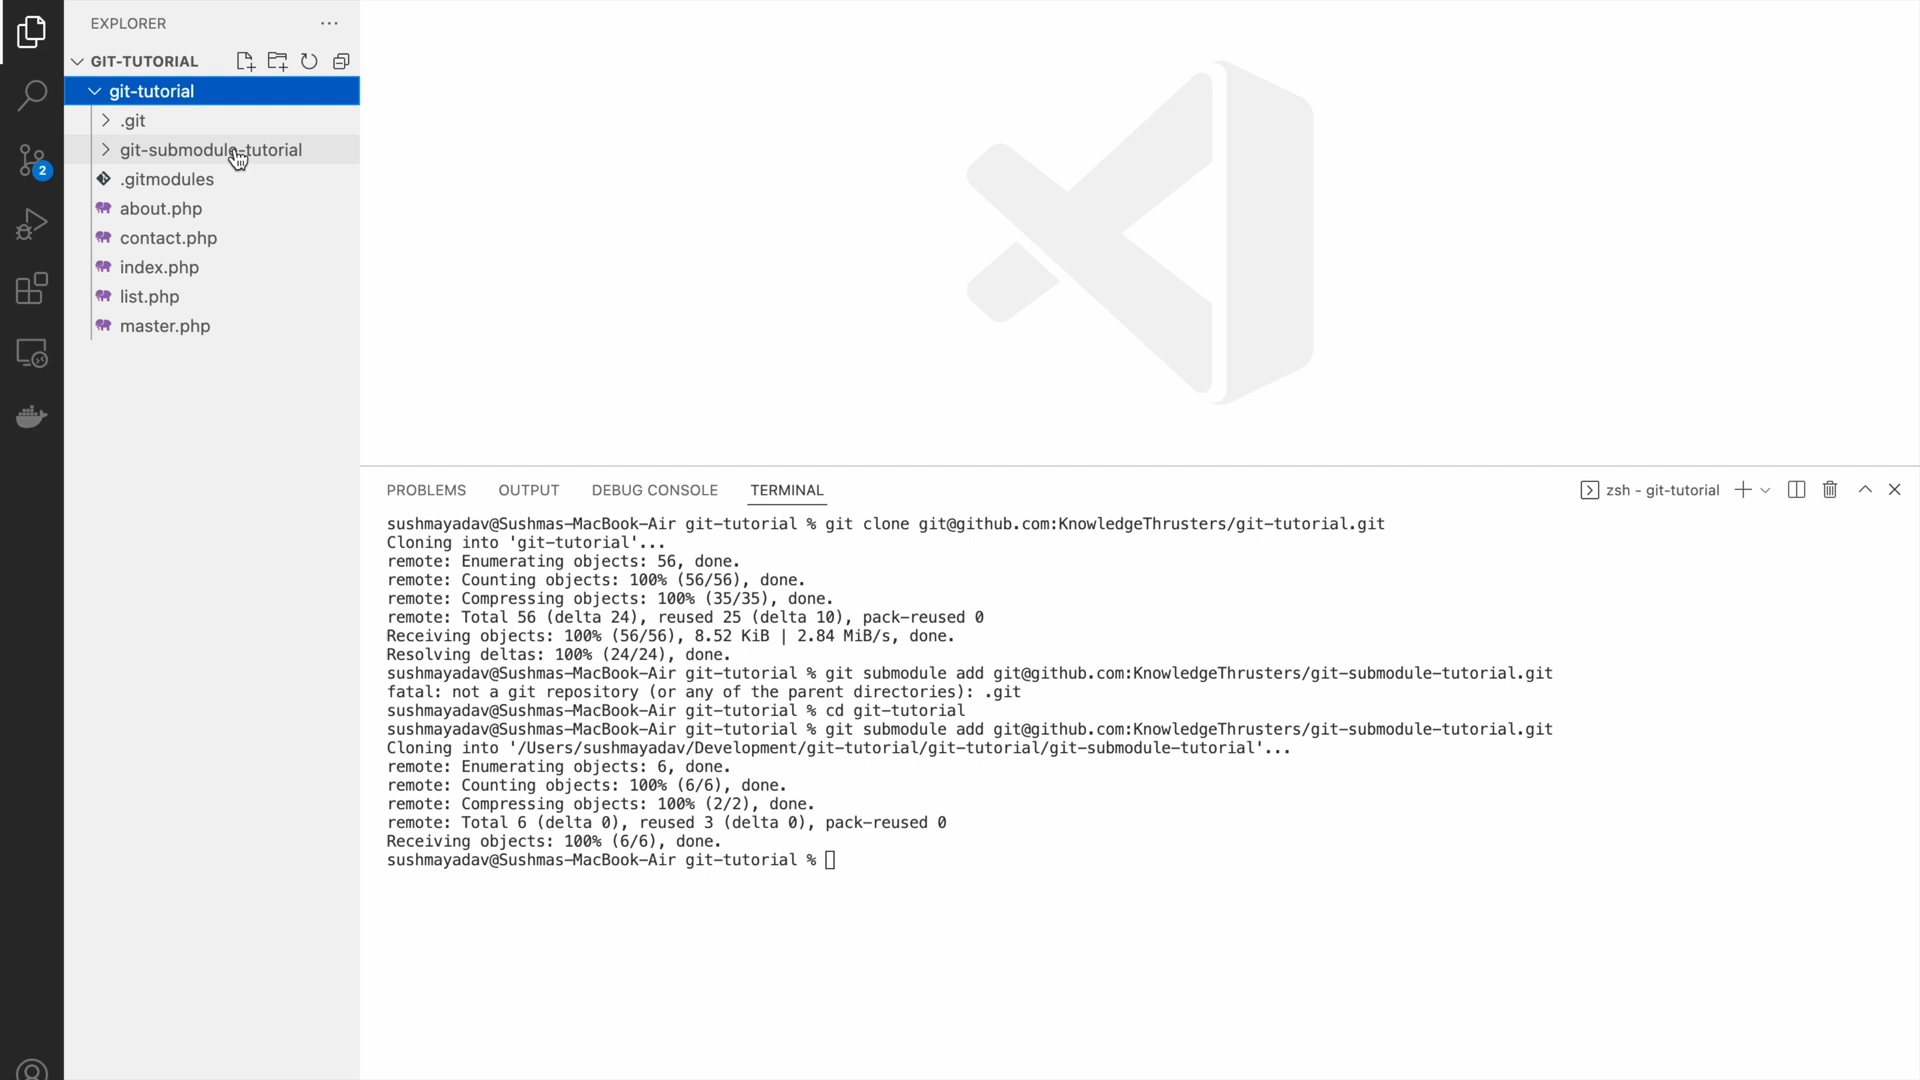 EXPLORER
GIT-TUTORIAL
git-tutorial
.git
git-submodule-tutorial
.gitmodules
about.php
contact.php
index.php
list.php
master.php
2
PROBLEMS OUTPUT DEBUG CONSOLE TERMINAL
zsh - git-tutorial
sushmayadav@Sushmas-MacBook-Air git-tutorial % git clone git@github.com:KnowledgeThrusters/git-tutorial.git
Cloning into 'git-tutorial'...
remote: Enumerating objects: 56, done.
remote: Counting objects: 100% (56/56), done.
remote: Compressing objects: 100% (35/35), done.
remote: Total 56 (delta 24), reused 25 (delta 10), pack-reused 0
Receiving objects: 100% (56/56), 8.52 KiB | 2.84 MiB/s, done.
Resolving deltas: 100% (24/24), done.
sushmayadav@Sushmas-MacBook-Air git-tutorial % git submodule add git@github.com:KnowledgeThrusters/git-submodule-tutorial.git
fatal: not a git repository (or any of the parent directories): .git
sushmayadav@Sushmas-MacBook-Air git-tutorial % cd git-tutorial
sushmayadav@Sushmas-MacBook-Air git-tutorial % git submodule add git@github.com:KnowledgeThrusters/git-submodule-tutorial.git
Cloning into '/Users/sushmayadav/Development/git-tutorial/git-tutorial/git-submodule-tutorial'...
remote: Enumerating objects: 6, done.
remote: Counting objects: 100% (6/6), done.
remote: Compressing objects: 100% (2/2), done.
remote: Total 6 (delta 0), reused 3 (delta 0), pack-reused 0
Receiving objects: 100% (6/6), done.
sushmayadav@Sushmas-MacBook-Air git-tutorial %